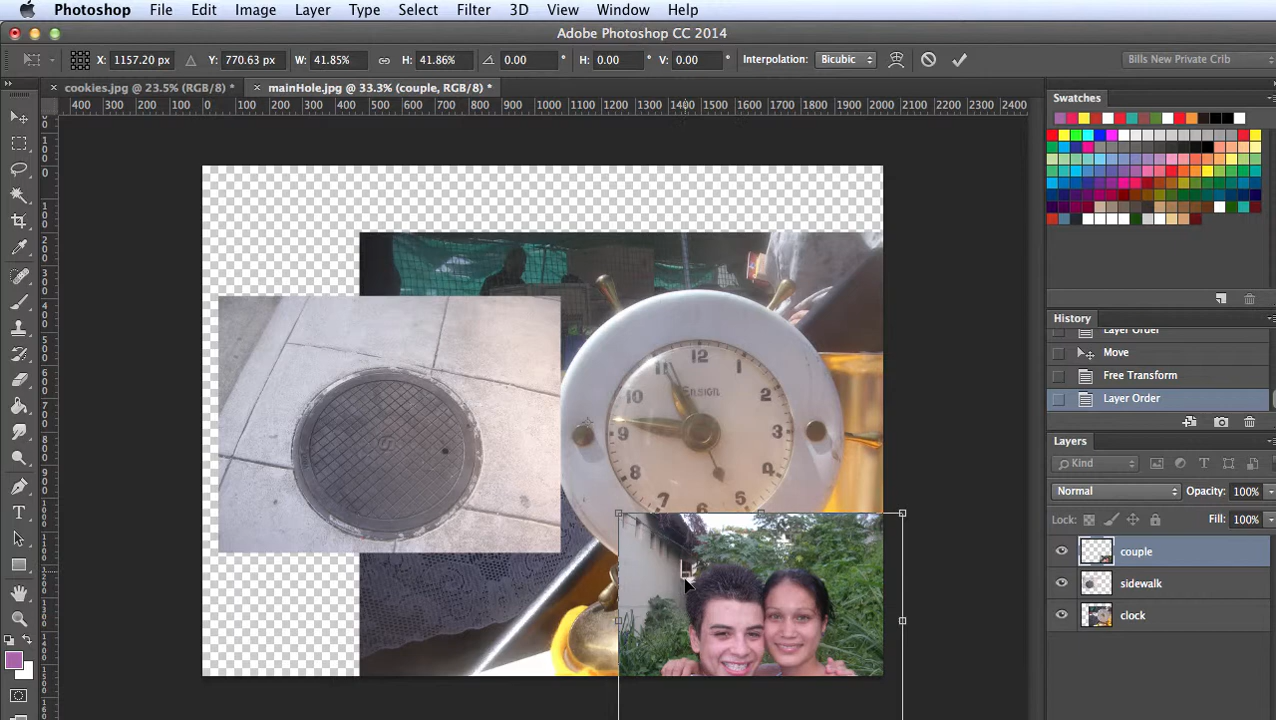 Photoshop File Edit Image Layer Type Select Filter 3D View Window Help
Adobe Photoshop CC 2014
X: 1157.20 px Y: 770.63 px W: 41.85% H: 41.86% 0.00 ° H: 0.00 ° V: 0.00 ° Interpolation: Bicubic Bills New Private Crib
cookies.jpg @ 23.5% (RGB/8) * mainHole.jpg @ 33.3% (couple, RGB/8) *
400 300 200 100 0 100 200 300 400 500 600 700 800 900 1000 1100 1200 1300 1400 1500 1600 1700 1800 1900 2000 2100 2200 2300 2400
Swatches
History
Layer Order
Move
Free Transform
Layer Order
Layers
Kind
Normal Opacity: 100%
Lock: Fill: 100%
couple
sidewalk
clock
12
11 1
Ensign
10 2
9 3
8 4
7 6 5